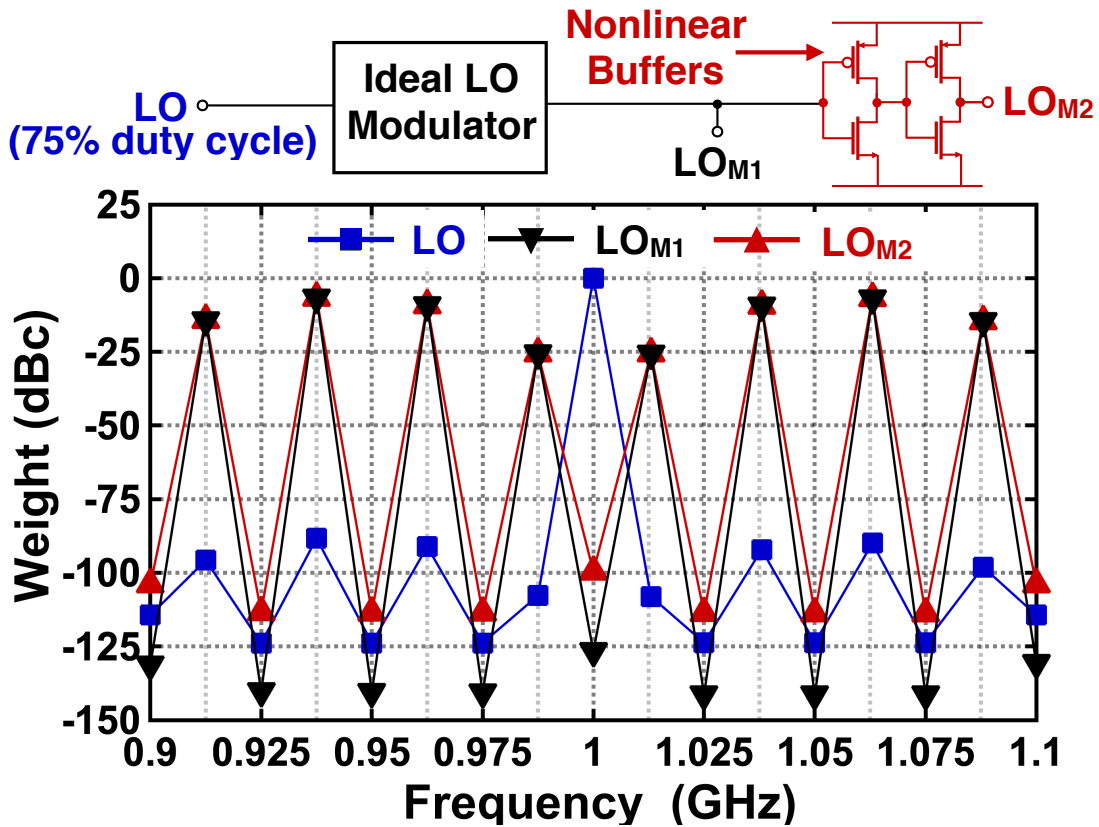 Nonlinear
Buffers
Ideal LO
Modulator
LO
(75% duty cycle)
LOM1
LOM2
25
0
-25
-50
-75
-100
-125
-150
Weight (dBc)
LO
LOM1
LOM2
0.9
0.925
0.95
0.975
1
1.025
1.05
1.075
1.1
Frequency (GHz)